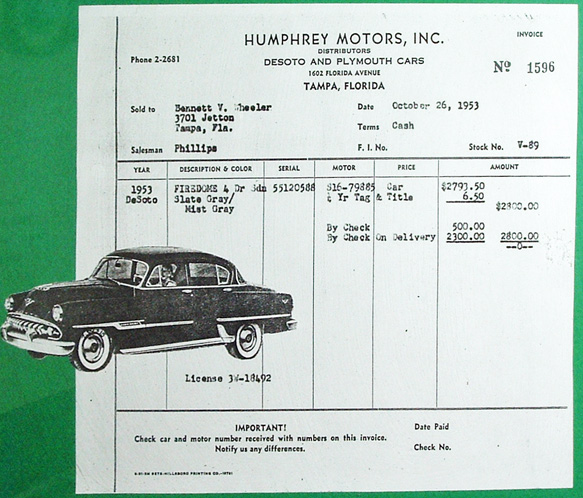 HUMPHREY MOTORS, INC.
INVOICE
DISTRIBUTORS
Phone 2-2681
DESOTO AND PLYMOUTH CARS
1602 FLORIDA AVENUE
Nº 1596
TAMPA, FLORIDA
Sold to Bennett V. Wheeler
Date October 26, 1953
3701 Jetton
Tampa, Fla.
Terms Cash
Salesman Phillips
F. I. No.
Stock No. V-89
YEAR DESCRIPTION & COLOR SERIAL MOTOR PRICE AMOUNT
1953 FIREDOME 4 Dr Sdn 55120588 S16-79885 Car $2793.50
DeSoto Slate Gray/ & Yr Tag & Title 6.50
Mist Gray $2800.00
By Check 500.00
By Check On Delivery 2300.00 2800.00
--0--
License 3W-18492
IMPORTANT!
Date Paid
Check car and motor number received with numbers on this invoice.
Notify us any differences.
Check No.